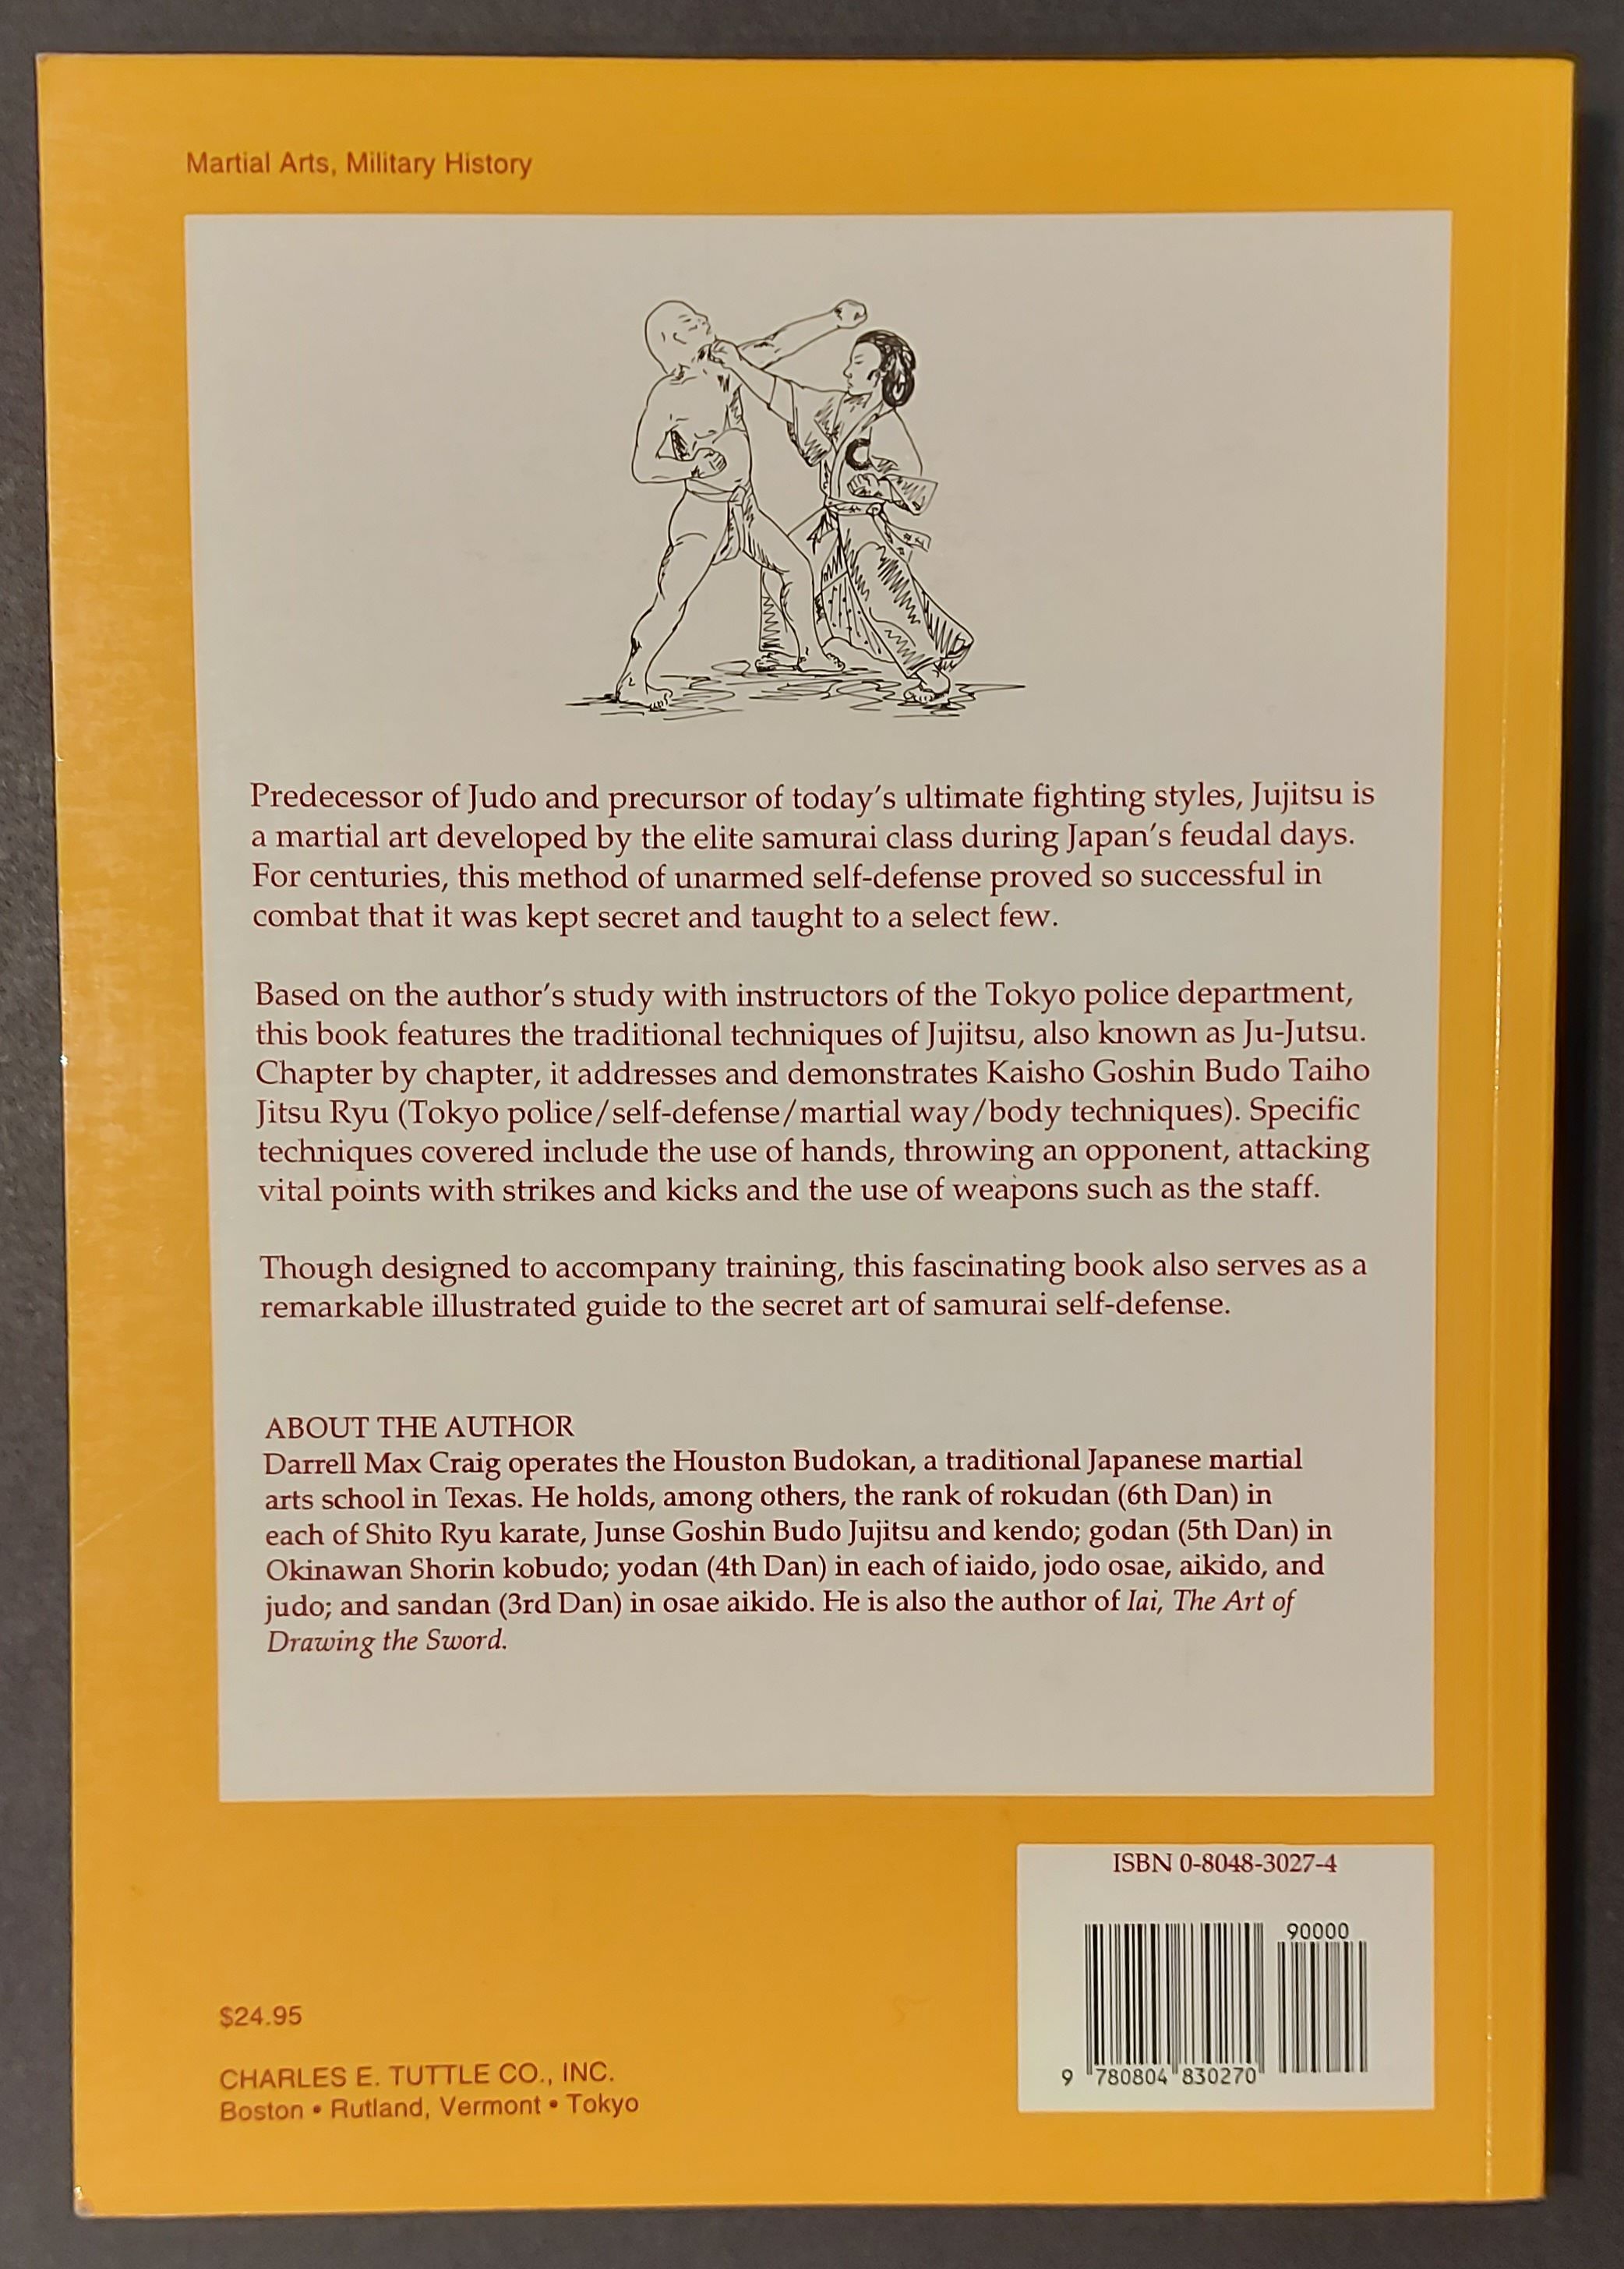 Martial Arts, Military History
Predecessor of Judo and precursor of today's ultimate fighting styles, Jujitsu is
a martial art developed by the elite samurai class during Japan's feudal days.
For centuries, this method of unarmed self-defense proved so successful in
combat that it was kept secret and taught to a select few.
Based on the author's study with instructors of the Tokyo police department,
this book features the traditional techniques of Jujitsu, also known as Ju-Jutsu.
Chapter by chapter, it addresses and demonstrates Kaisho Goshin Budo Taiho
Jitsu Ryu (Tokyo police/self-defense/martial way/body techniques). Specific
techniques covered include the use of hands, throwing an opponent, attacking
vital points with strikes and kicks and the use of weapons such as the staff.
Though designed to accompany training, this fascinating book also serves as a
remarkable illustrated guide to the secret art of samurai self-defense.
ABOUT THE AUTHOR
Darrell Max Craig operates the Houston Budokan, a traditional Japanese martial
arts school in Texas. He holds, among others, the rank of rokudan (6th Dan) in
each of Shito Ryu karate, Junse Goshin Budo Jujitsu and kendo; godan (5th Dan) in
Okinawan Shorin kobudo; yodan (4th Dan) in each of iaido, jodo osae, aikido, and
judo; and sandan (3rd Dan) in osae aikido. He is also the author of Iai, The Art of
Drawing the Sword.
ISBN 0-8048-3027-4
90000
9 780804 830270
$24.95
CHARLES E. TUTTLE CO., INC.
Boston • Rutland, Vermont • Tokyo